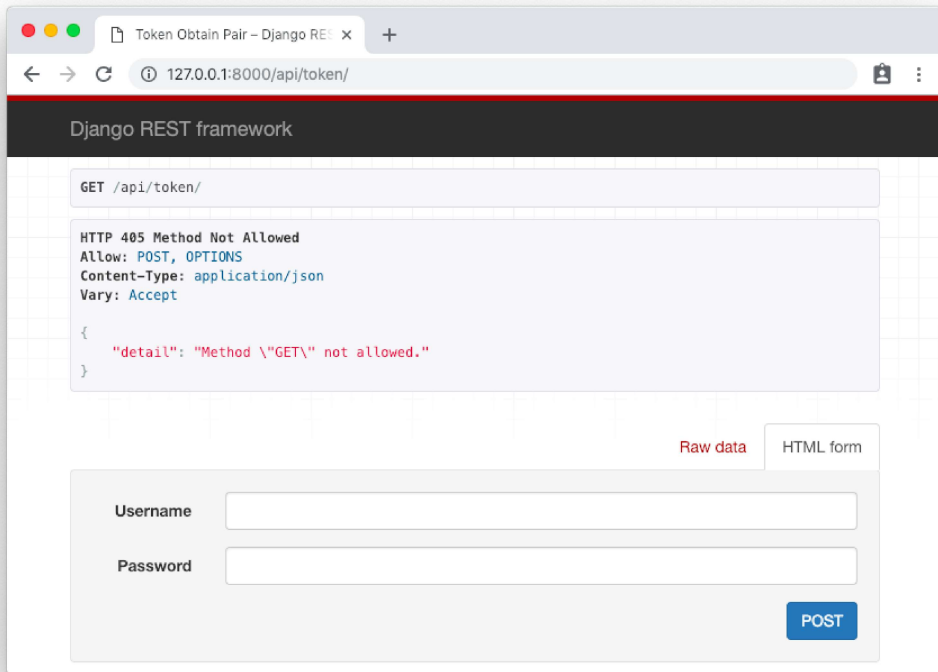 Token Obtain Pair – Django RES
127.0.0.1:8000/api/token/
Django REST framework
GET /api/token/
HTTP 405 Method Not Allowed
Allow: POST, OPTIONS
Content-Type: application/json
Vary: Accept
{
    "detail": "Method \"GET\" not allowed."
}
Raw data HTML form
Username
Password
POST